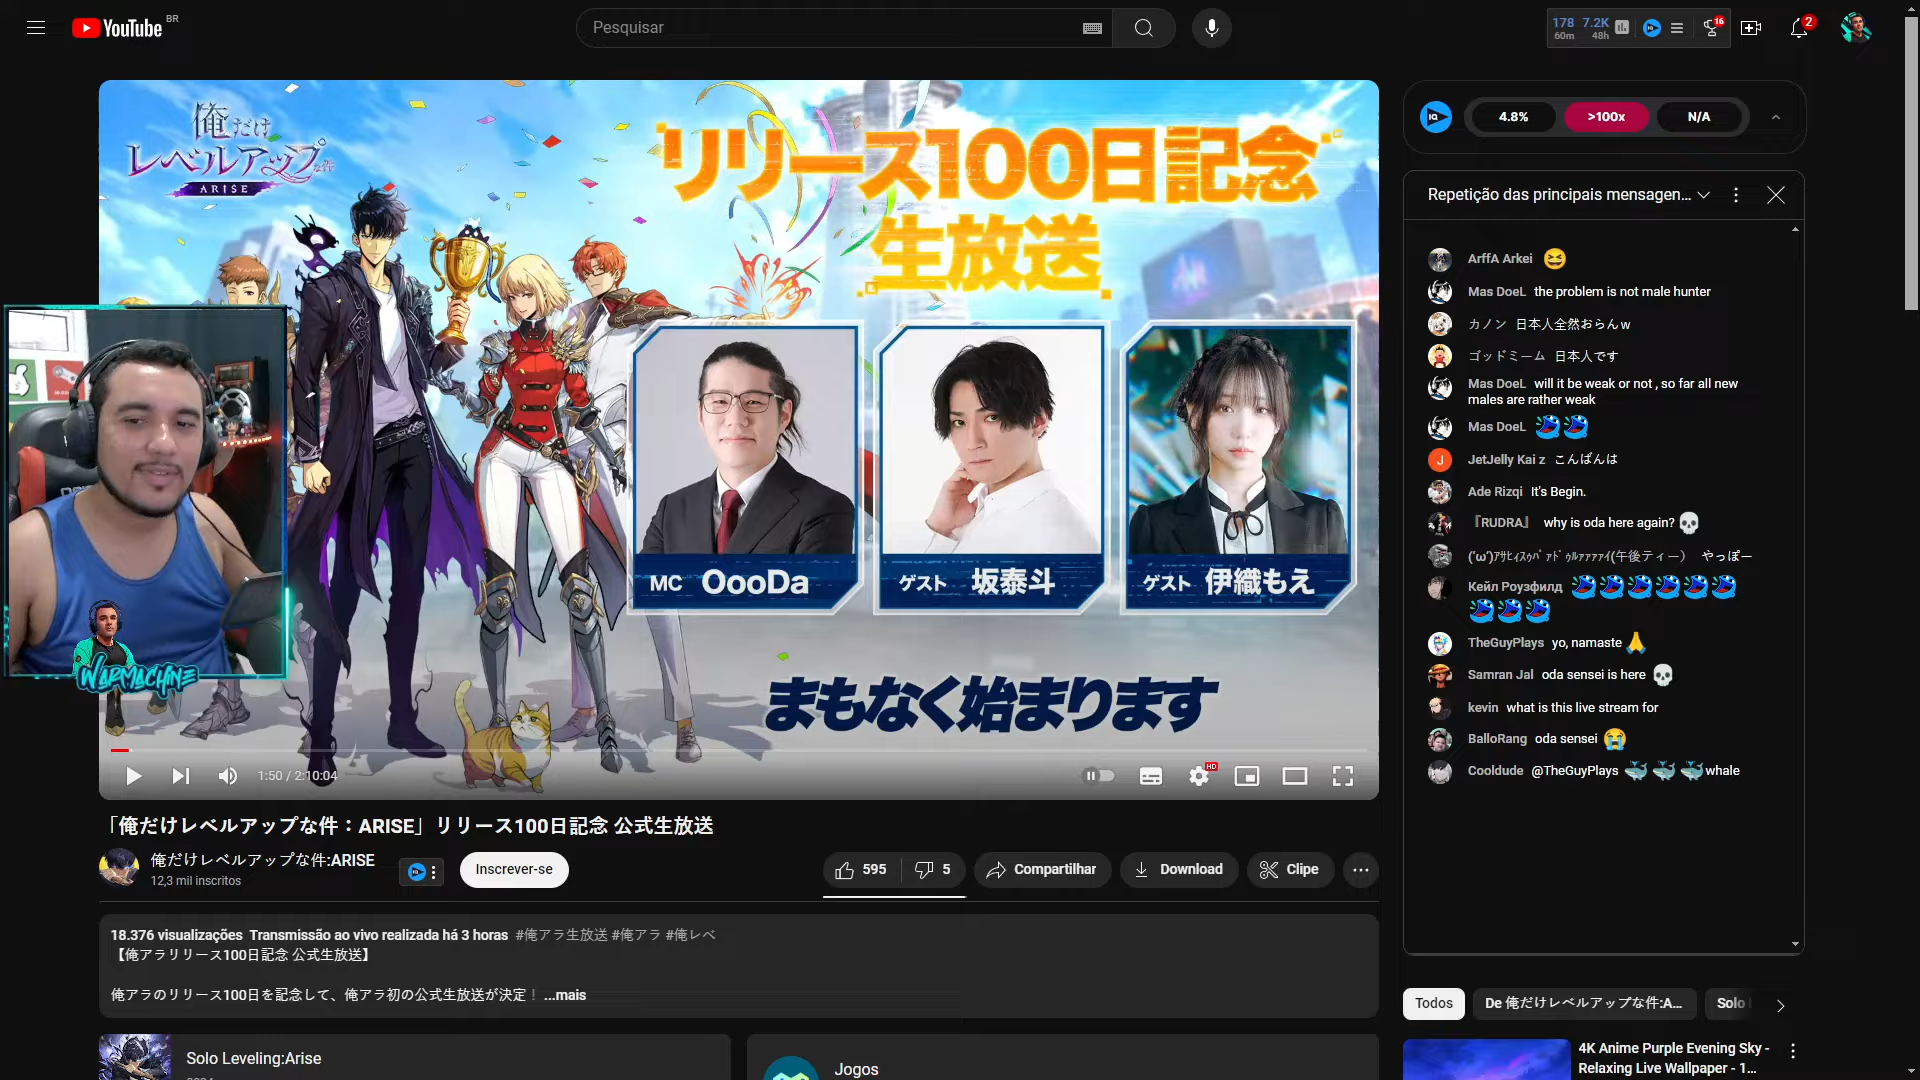 YouTube BR
Pesquisar
178 7.2K
60m 48h
16
2
俺だけ
レベルアップな件
ARISE
リリース100日記念
生放送
MC OooDa
ゲスト 坂泰斗
ゲスト 伊織もえ
まもなく始まります
WARMACHINE
1:50 / 2:10:04
HD
「俺だけレベルアップな件：ARISE」リリース100日記念 公式生放送
俺だけレベルアップな件:ARISE
12,3 mil inscritos
IQ
Inscrever-se
595
5
Compartilhar
Download
Clipe
18.376 visualizações Transmissão ao vivo realizada há 3 horas #俺アラ生放送 #俺アラ #俺レベ
【俺アラリリース100日記念 公式生放送】
俺アラのリリース100日を記念して、俺アラ初の公式生放送が決定！ ...mais
Solo Leveling:Arise
Jogos
IQ 4.8% >100x N/A
Repetição das principais mensagen...
ArffA Arkei 😆
Mas DoeL the problem is not male hunter
カノン 日本人全然おらんw
ゴッドミーム 日本人です
Mas DoeL will it be weak or not , so far all new
males are rather weak
Mas DoeL
J JetJelly Kai z こんばんは
Ade Rizqi It's Begin.
『RUDRA』 why is oda here again? 💀
やっぽー
Кейл Роузфилд
TheGuyPlays yo, namaste 🙏
Samran Jal oda sensei is here 💀
kevin what is this live stream for
BalloRang oda sensei 😭
Cooldude @TheGuyPlays 🐳🐳🐳whale
Todos
De 俺だけレベルアップな件:A...
Solo
4K Anime Purple Evening Sky -
Relaxing Live Wallpaper - 1...